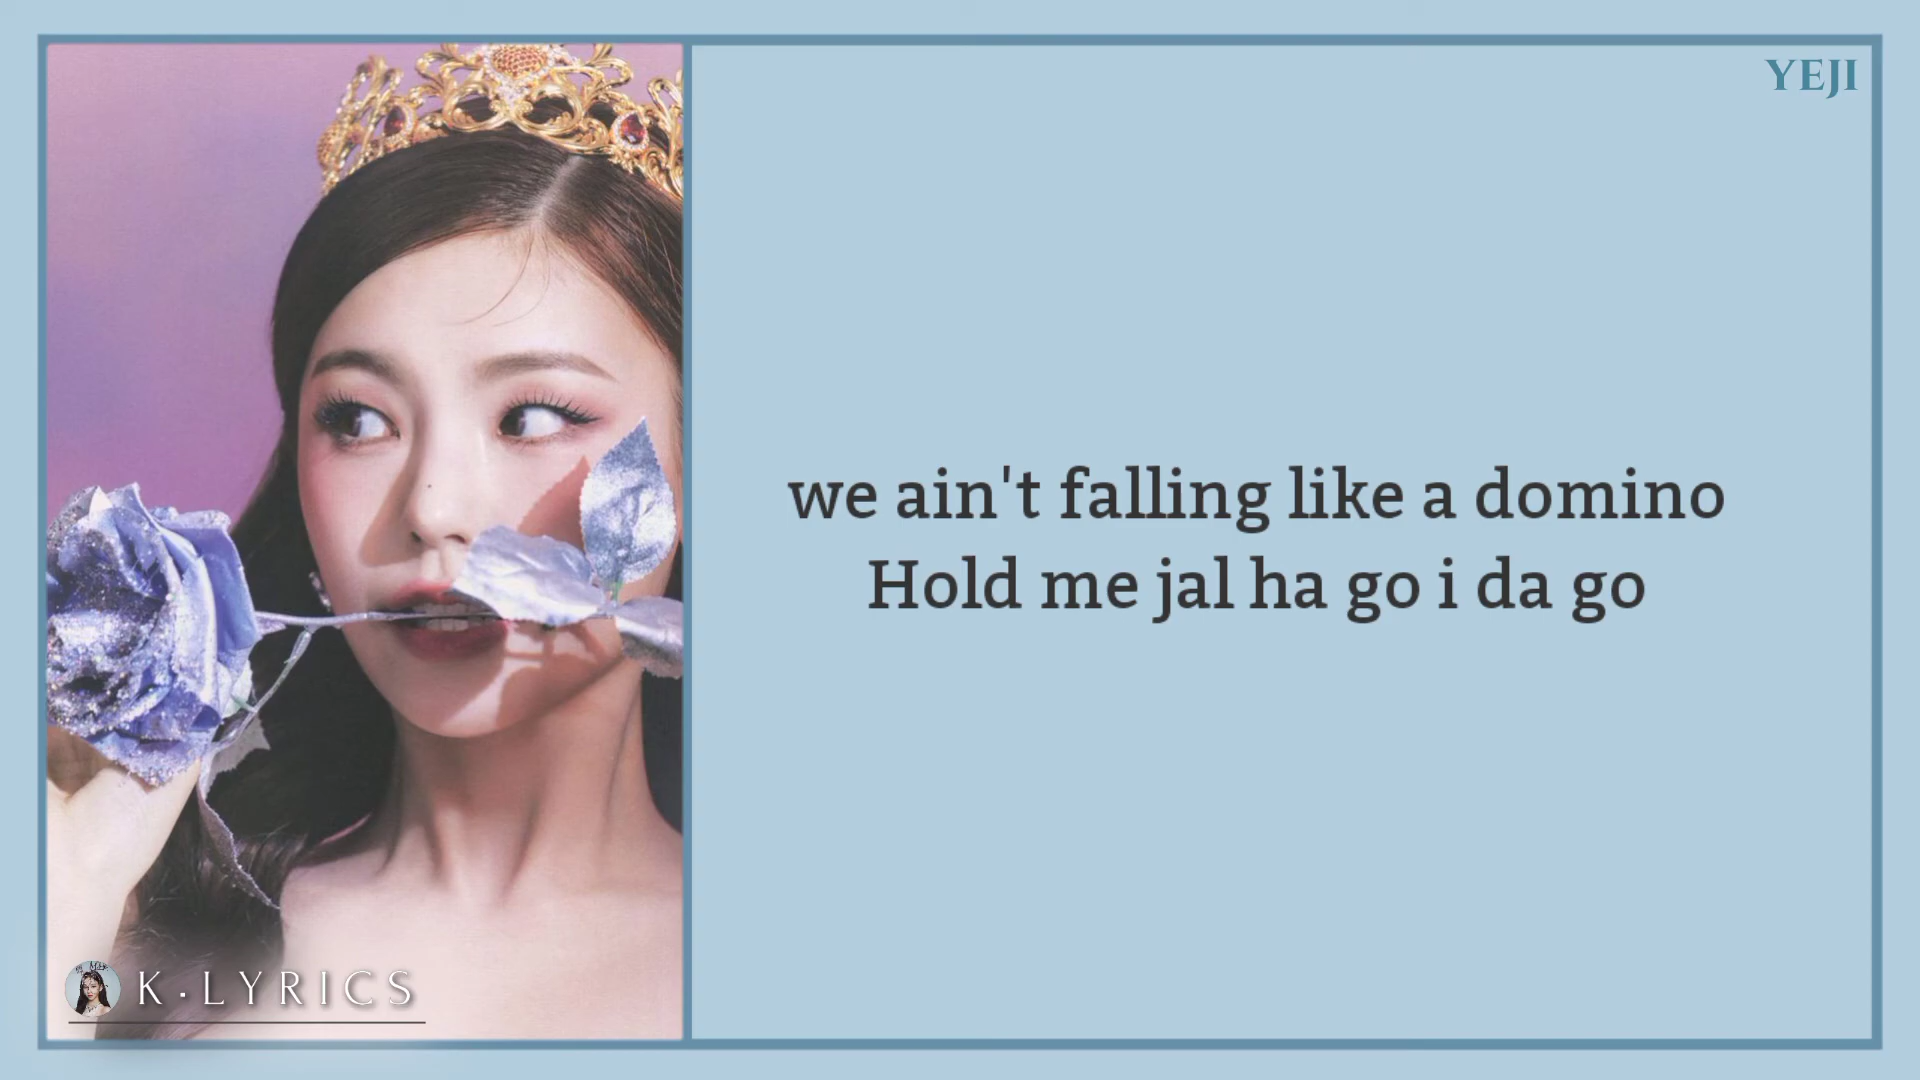 YEJI
we ain't falling like a domino
Hold me jal ha go i da go
K·LYRICS